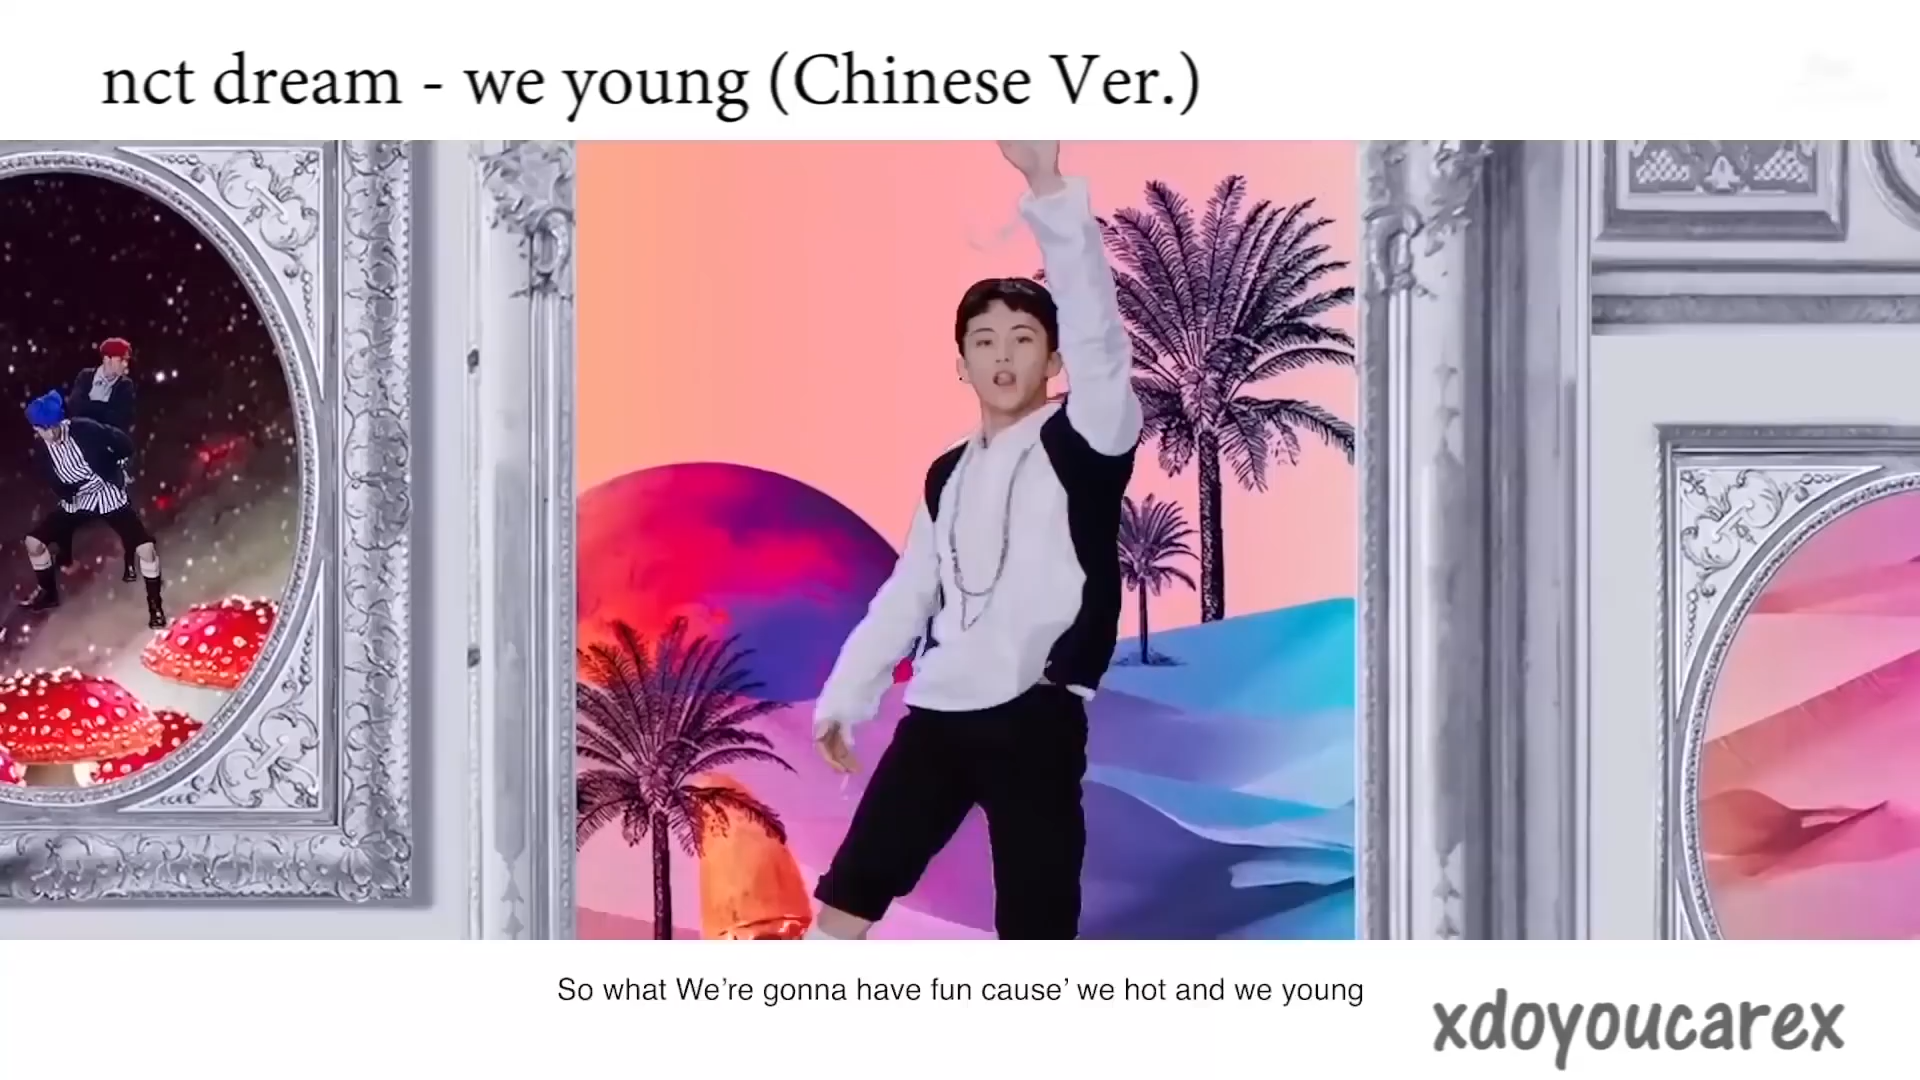 nct dream - we young (Chinese Ver.)
So what We’re gonna have fun cause’ we hot and we young
xdoyoucarex